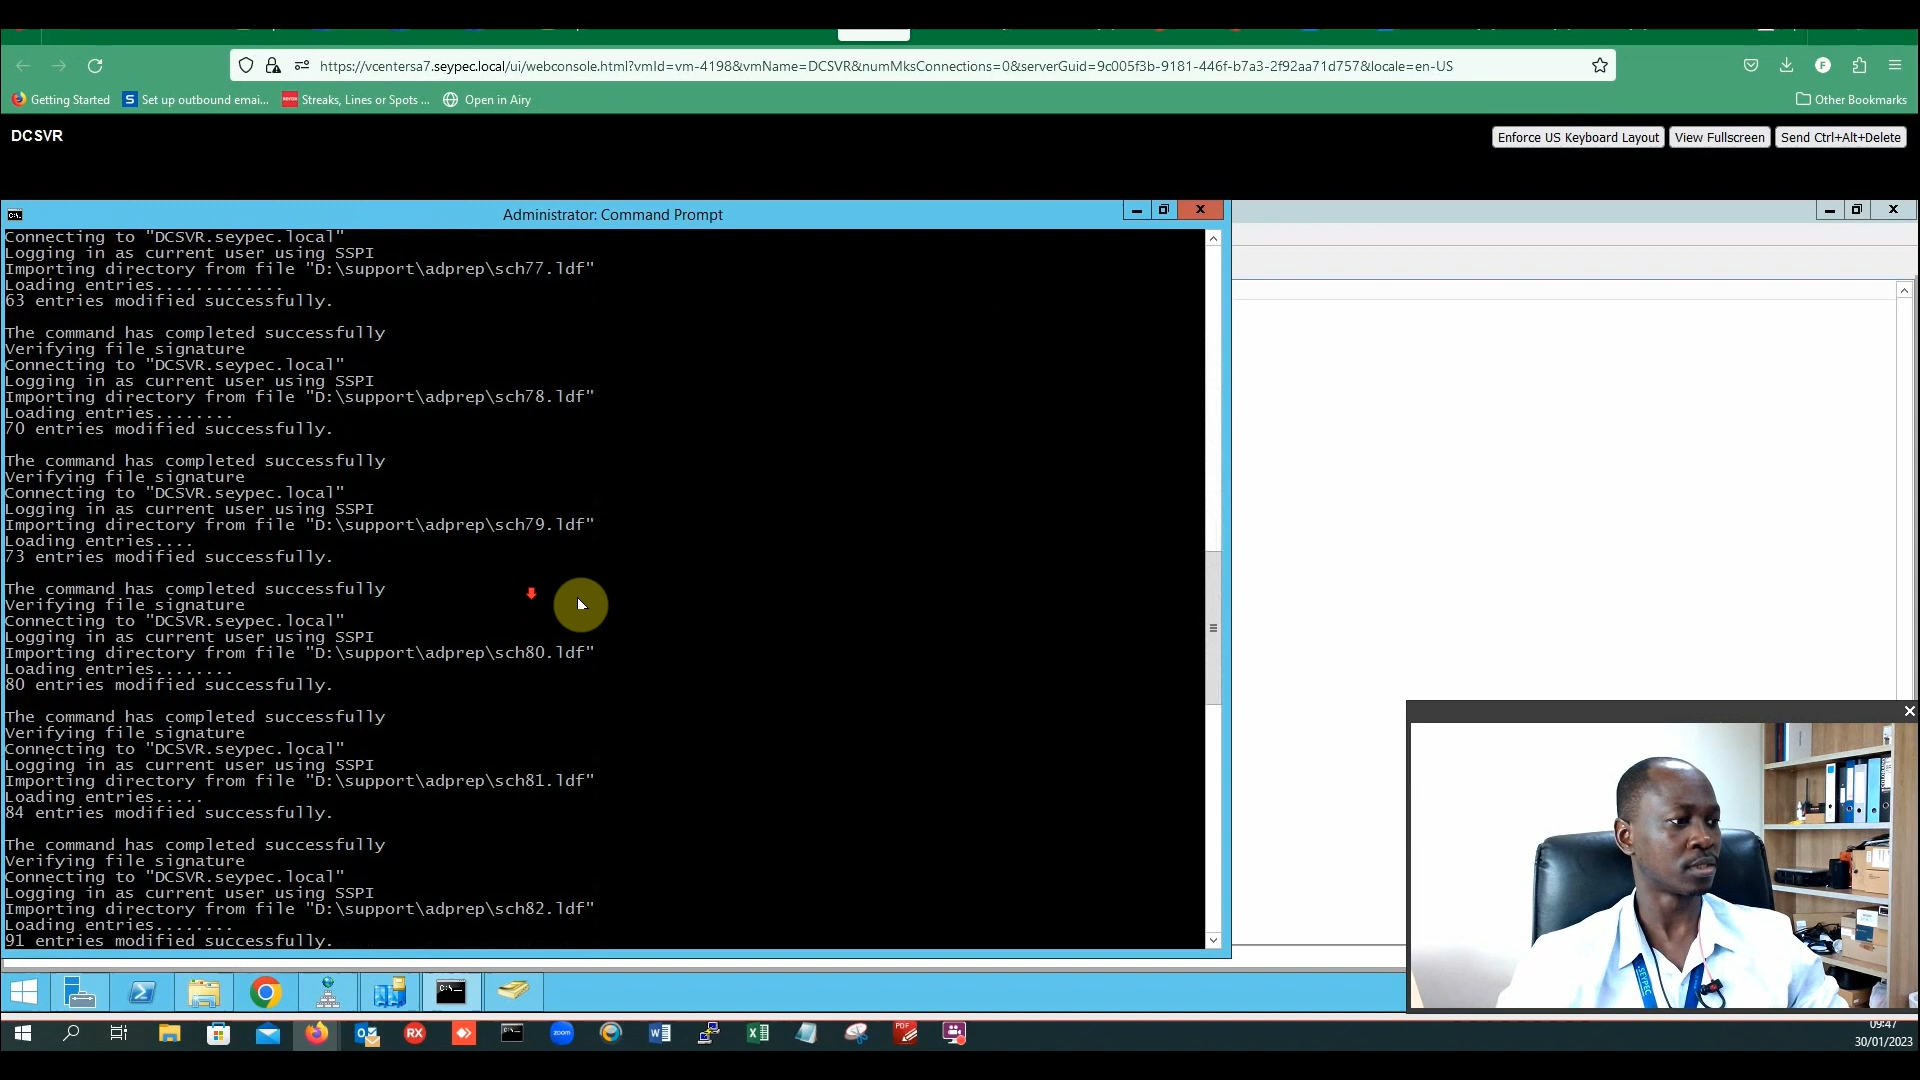 https://vcentersa7.seypec.local/ui/webconsole.html?vmId=vm-4198&vmName=DCSVR&numMksConnections=0&serverGuid=9c005f3b-9181-446f-b7a3-2f92aa71d757&locale=en-US
Getting Started
Set up outbound emai...
Streaks, Lines or Spots ...
Open in Airy
Other Bookmarks
DCSVR
Enforce US Keyboard Layout
View Fullscreen
Send Ctrl+Alt+Delete
Administrator: Command Prompt
Connecting to "DCSVR.seypec.local"
Logging in as current user using SSPI
Importing directory from file "D:\support\adprep\sch77.ldf"
Loading entries.............
63 entries modified successfully.
The command has completed successfully
Verifying file signature
Connecting to "DCSVR.seypec.local"
Logging in as current user using SSPI
Importing directory from file "D:\support\adprep\sch78.ldf"
Loading entries........
70 entries modified successfully.
The command has completed successfully
Verifying file signature
Connecting to "DCSVR.seypec.local"
Logging in as current user using SSPI
Importing directory from file "D:\support\adprep\sch79.ldf"
Loading entries....
73 entries modified successfully.
The command has completed successfully
Verifying file signature
Connecting to "DCSVR.seypec.local"
Logging in as current user using SSPI
Importing directory from file "D:\support\adprep\sch80.ldf"
Loading entries........
80 entries modified successfully.
The command has completed successfully
Verifying file signature
Connecting to "DCSVR.seypec.local"
Logging in as current user using SSPI
Importing directory from file "D:\support\adprep\sch81.ldf"
Loading entries.....
84 entries modified successfully.
The command has completed successfully
Verifying file signature
Connecting to "DCSVR.seypec.local"
Logging in as current user using SSPI
Importing directory from file "D:\support\adprep\sch82.ldf"
Loading entries........
91 entries modified successfully.
SEYPEC
09:47
30/01/2023